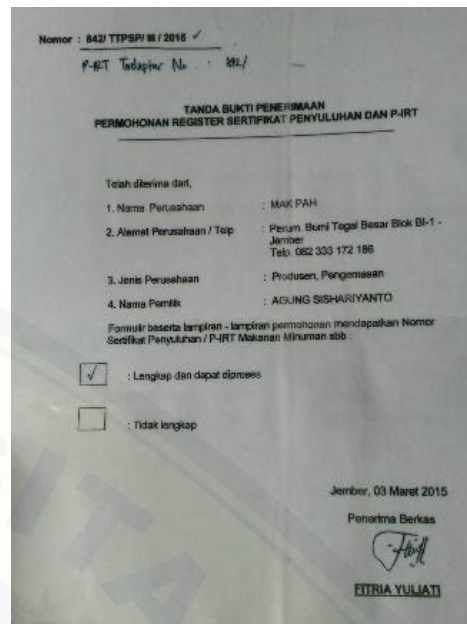 Nomor : 842/ TTPSP/ III / 2015 ✓
P-IRT Terdaftar No : 842/ —
TANDA BUKTI PENERIMAAN
PERMOHONAN REGISTER SERTIFIKAT PENYULUHAN DAN P-IRT
Telah diterima dari,
1. Nama Perusahaan : MAK PAH
2. Alamat Perusahaan / Telp : Perum. Bumi Tegal Besar Blok BI-1 -
Jember
Telp. 082 333 172 186
3. Jenis Perusahaan : Produsen, Pengemasan
4. Nama Pemilik : AGUNG SISHARIYANTO
Formulir beserta lampiran - lampiran permohonan mendapatkan Nomor
Sertifikat Penyuluhan / P-IRT Makanan Minuman sbb :
√ : Lengkap dan dapat diproses
: Tidak lengkap
Jember, 03 Maret 2015
Penerima Berkas
FITRIA YULIATI